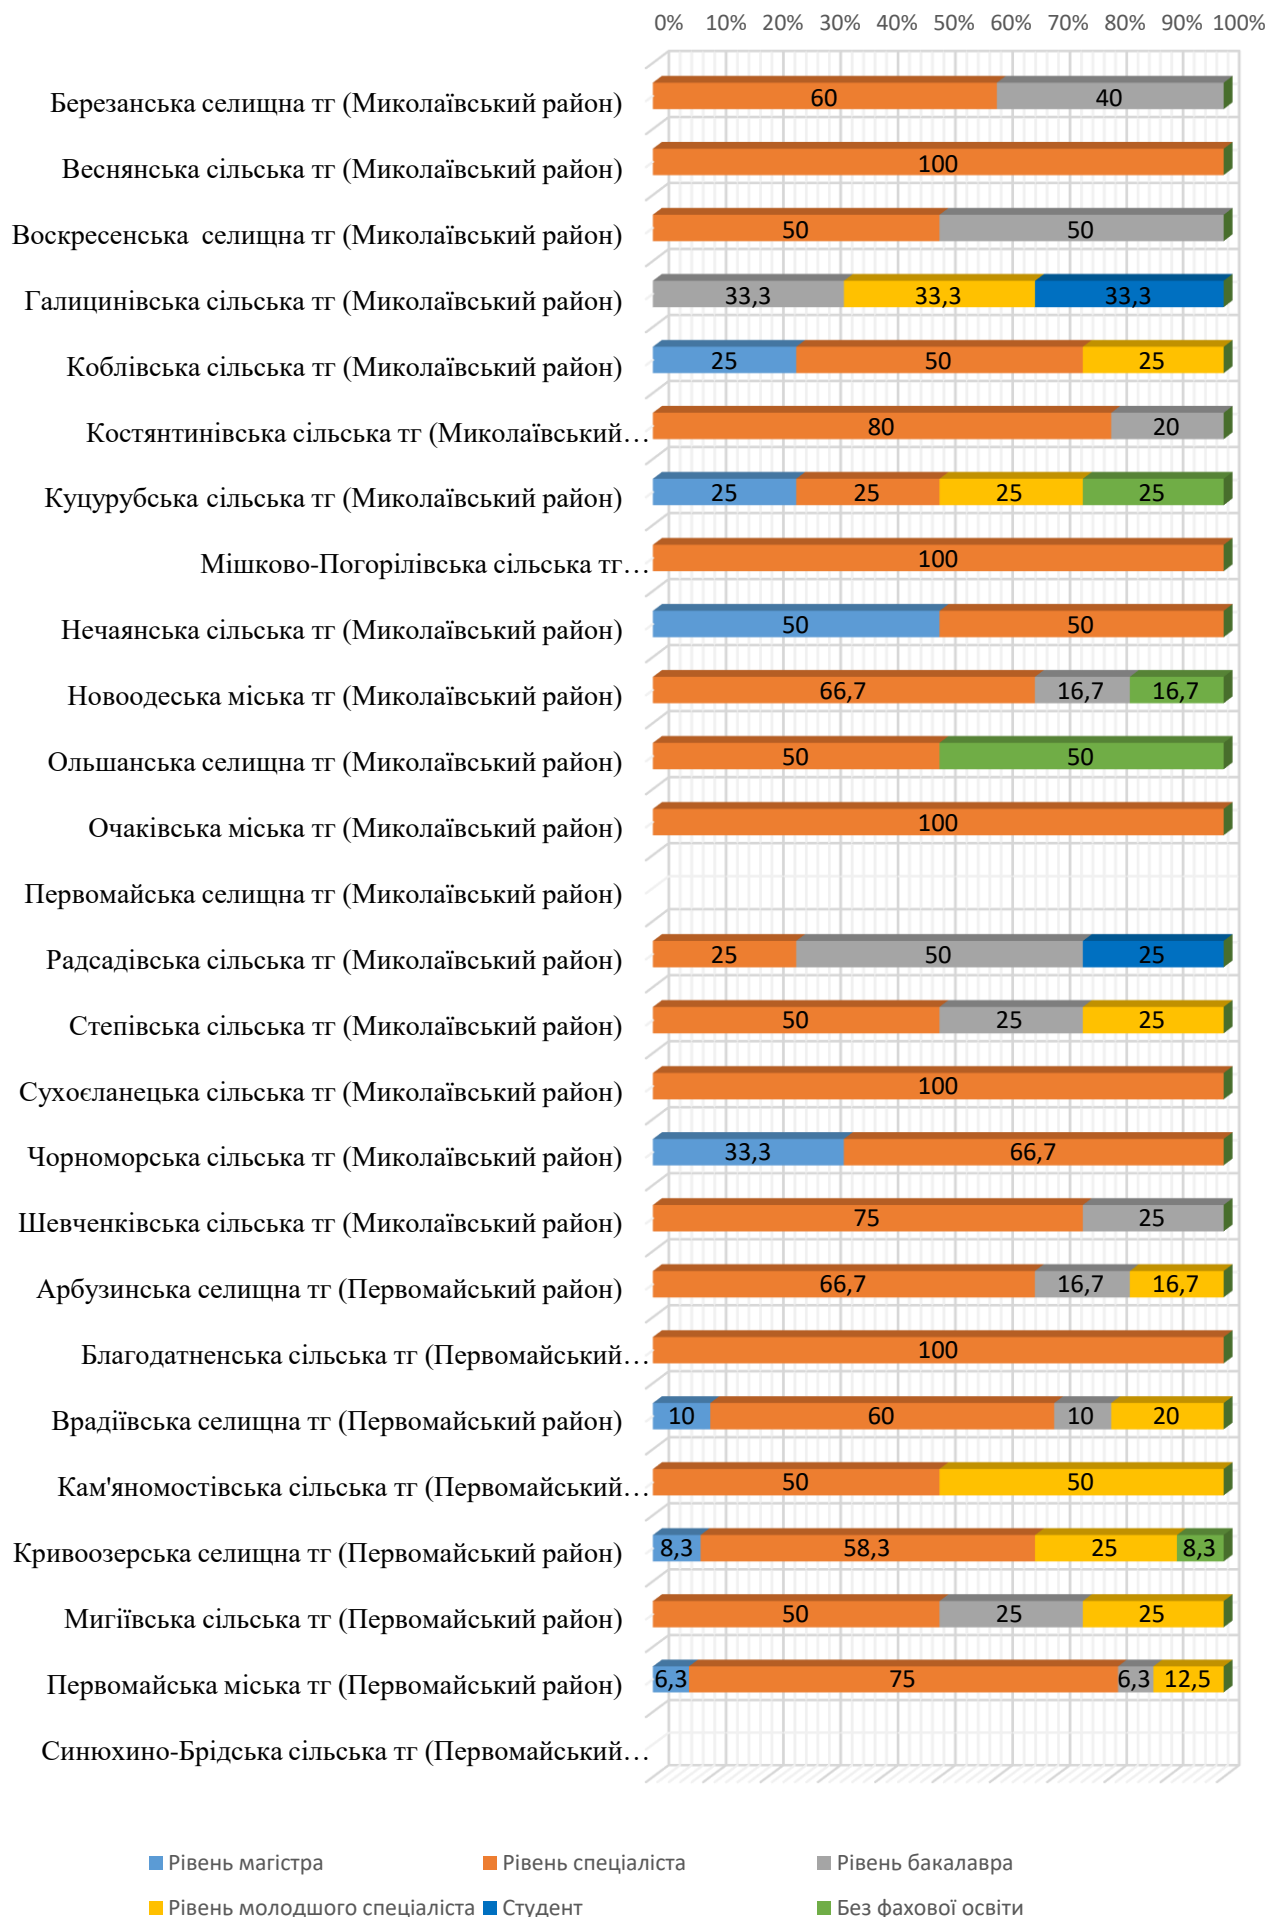 0% 10% 20% 30% 40% 50% 60% 70% 80% 90% 100%
Березанська селищна тг (Миколаївський район) 60 40
Веснянська сільська тг (Миколаївський район) 100
Воскресенська селищна тг (Миколаївський район) 50 50
Галицинівська сільська тг (Миколаївський район) 33,3 33,3 33,3
Коблівська сільська тг (Миколаївський район) 25 50 25
Костянтинівська сільська тг (Миколаївський… 80 20
Куцурубська сільська тг (Миколаївський район) 25 25 25 25
Мішково-Погорілівська сільська тг… 100
Нечаянська сільська тг (Миколаївський район) 50 50
Новоодеська міська тг (Миколаївський район) 66,7 16,7 16,7
Ольшанська селищна тг (Миколаївський район) 50 50
Очаківська міська тг (Миколаївський район) 100
Первомайська селищна тг (Миколаївський район)
Радсадівська сільська тг (Миколаївський район) 25 50 25
Степівська сільська тг (Миколаївський район) 50 25 25
Сухоєланецька сільська тг (Миколаївський район) 100
Чорноморська сільська тг (Миколаївський район) 33,3 66,7
Шевченківська сільська тг (Миколаївський район) 75 25
Арбузинська селищна тг (Первомайський район) 66,7 16,7 16,7
Благодатненська сільська тг (Первомайський… 100
Врадіївська селищна тг (Первомайський район) 10 60 10 20
Кам'яномостівська сільська тг (Первомайський… 50 50
Кривоозерська селищна тг (Первомайський район) 8,3 58,3 25 8,3
Мигіївська сільська тг (Первомайський район) 50 25 25
Первомайська міська тг (Первомайський район) 6,3 75 6,3 12,5
Синюхино-Брідська сільська тг (Первомайський…
Рівень магістра Рівень спеціаліста Рівень бакалавра
Рівень молодшого спеціаліста Студент Без фахової освіти